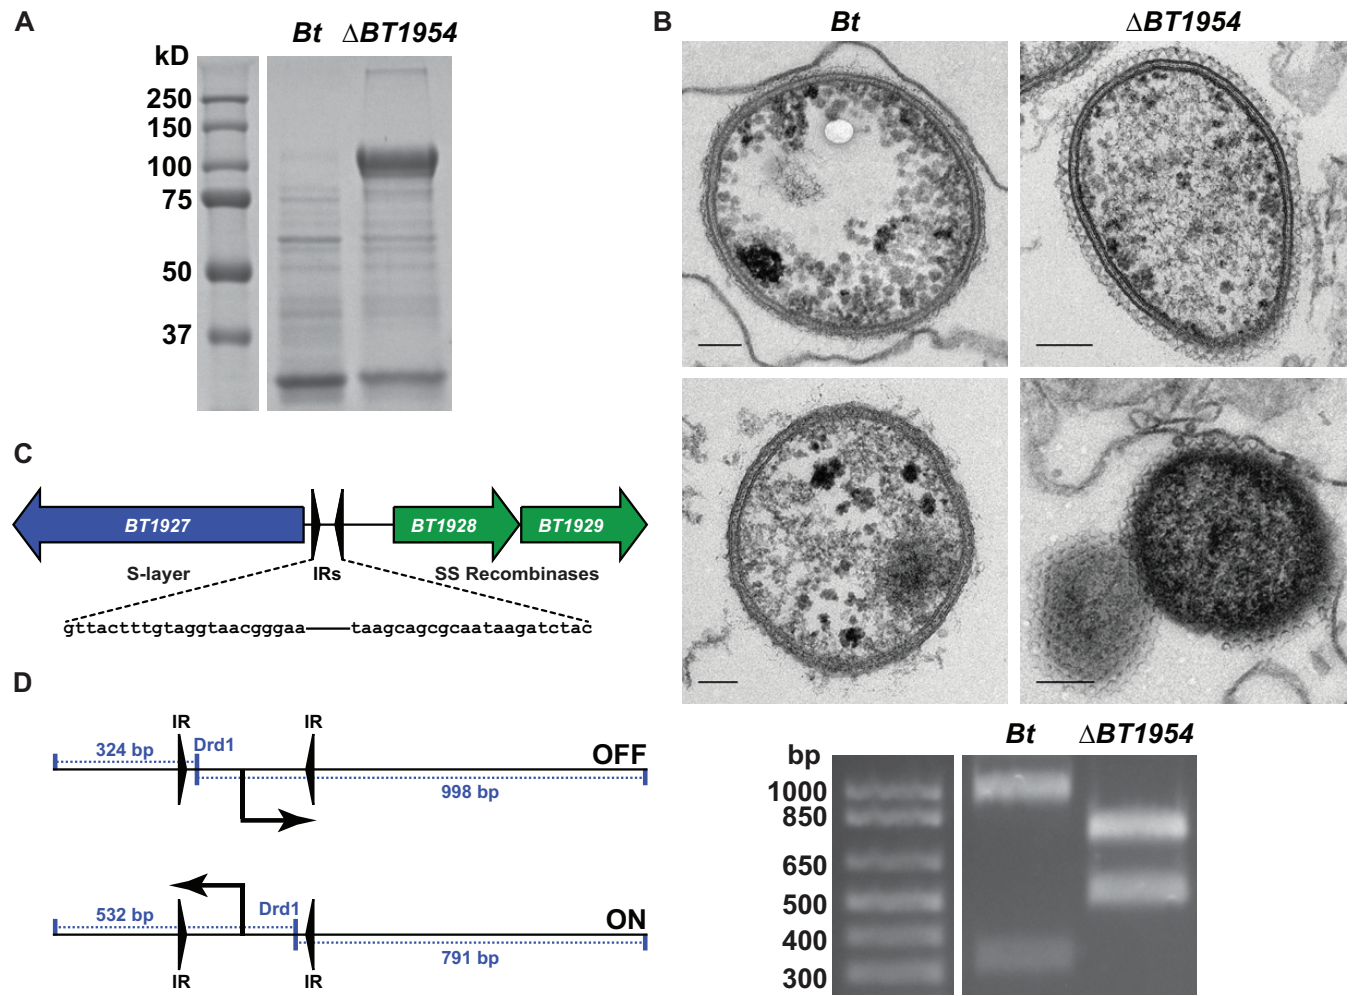 A
Bt ΔBT1954
kD
250
150
100
75
50
37
B
Bt ΔBT1954
C
BT1927 BT1928 BT1929
S-layer IRs SS Recombinases
gttactttgtaggtaacgggaa taagcagcgcaataagatctac
D
IR IR
324 bp Drd1 OFF
998 bp
532 bp Drd1 ON
791 bp
IR IR
Bt ΔBT1954
bp
1000
850
650
500
400
300